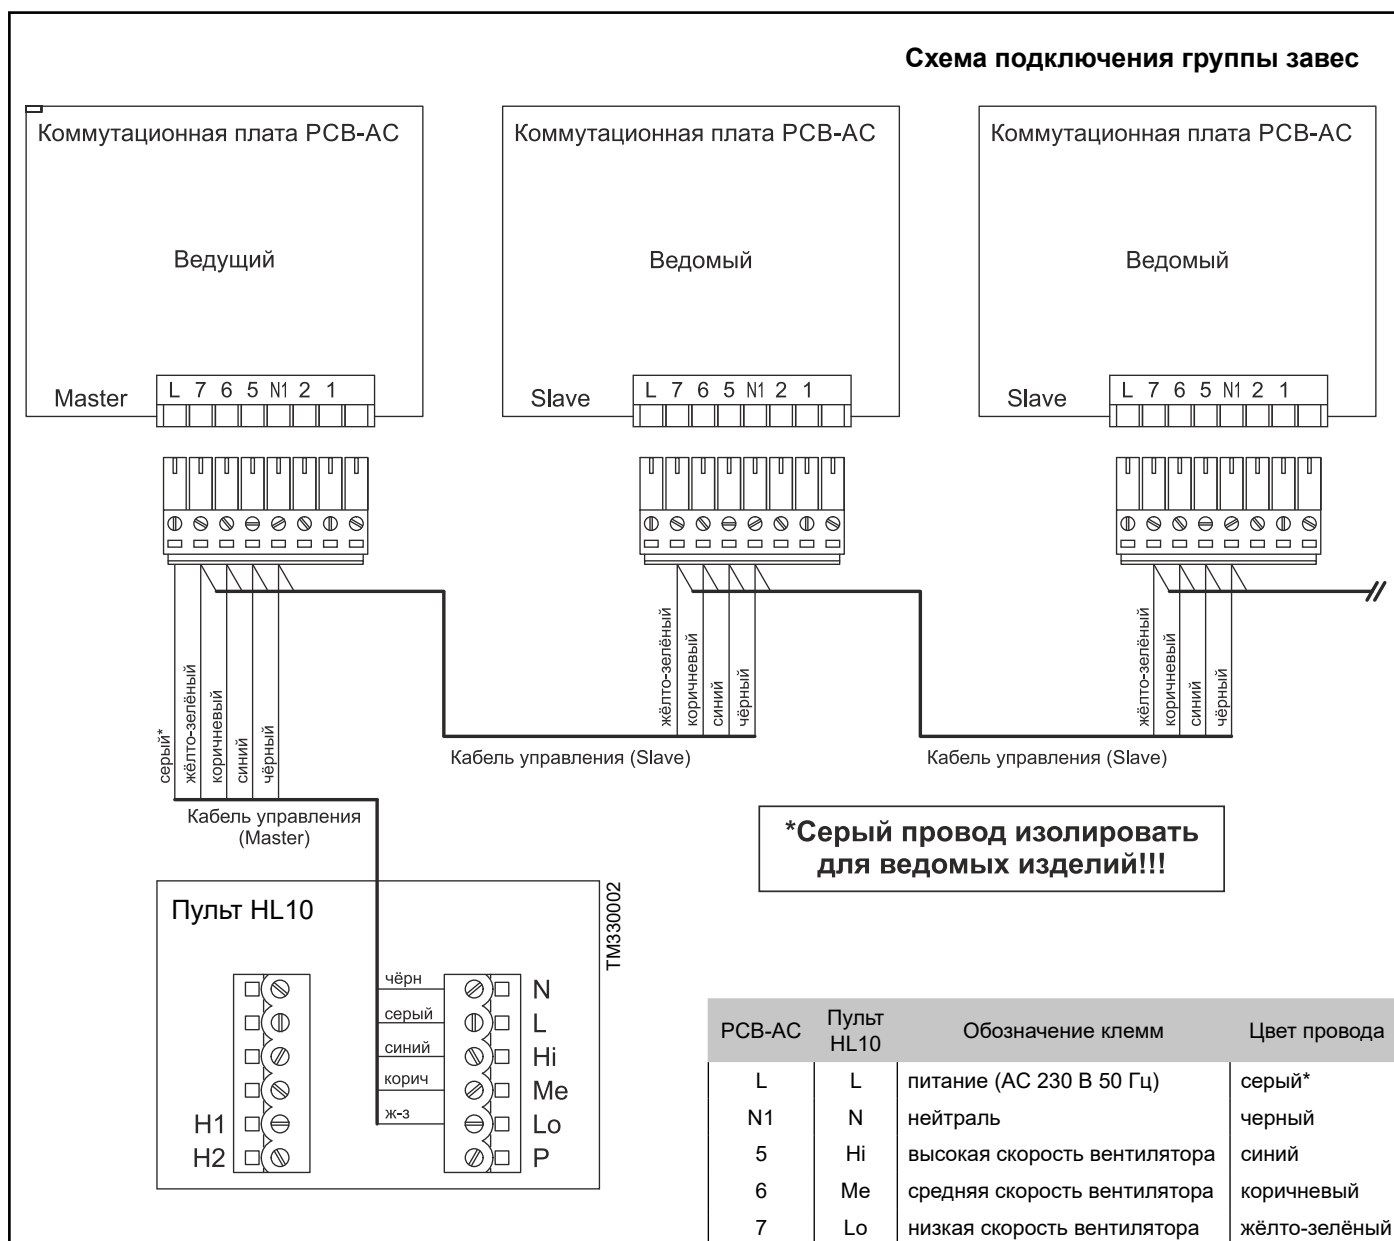 Схема подключения группы завес
Коммутационная плата PCB-AC
Ведущий
Master
L 7 6 5 N1 2 1
Коммутационная плата PCB-AC
Ведомый
Slave
L 7 6 5 N1 2 1
Коммутационная плата PCB-AC
Ведомый
Slave
L 7 6 5 N1 2 1
серый*
жёлто-зелёный
коричневый
синий
чёрный
Кабель управления
(Master)
жёлто-зелёный
коричневый
синий
чёрный
Кабель управления (Slave)
жёлто-зелёный
коричневый
синий
чёрный
Кабель управления (Slave)
*Серый провод изолировать
для ведомых изделий!!!
Пульт HL10
TM330002
H1
H2
чёрн
серый
синий
корич
ж-з
N
L
Hi
Me
Lo
P
PCB-AC Пульт HL10 Обозначение клемм Цвет провода
L L питание (AC 230 В 50 Гц) серый*
N1 N нейтраль черный
5 Hi высокая скорость вентилятора синий
6 Me средняя скорость вентилятора коричневый
7 Lo низкая скорость вентилятора жёлто-зелёный